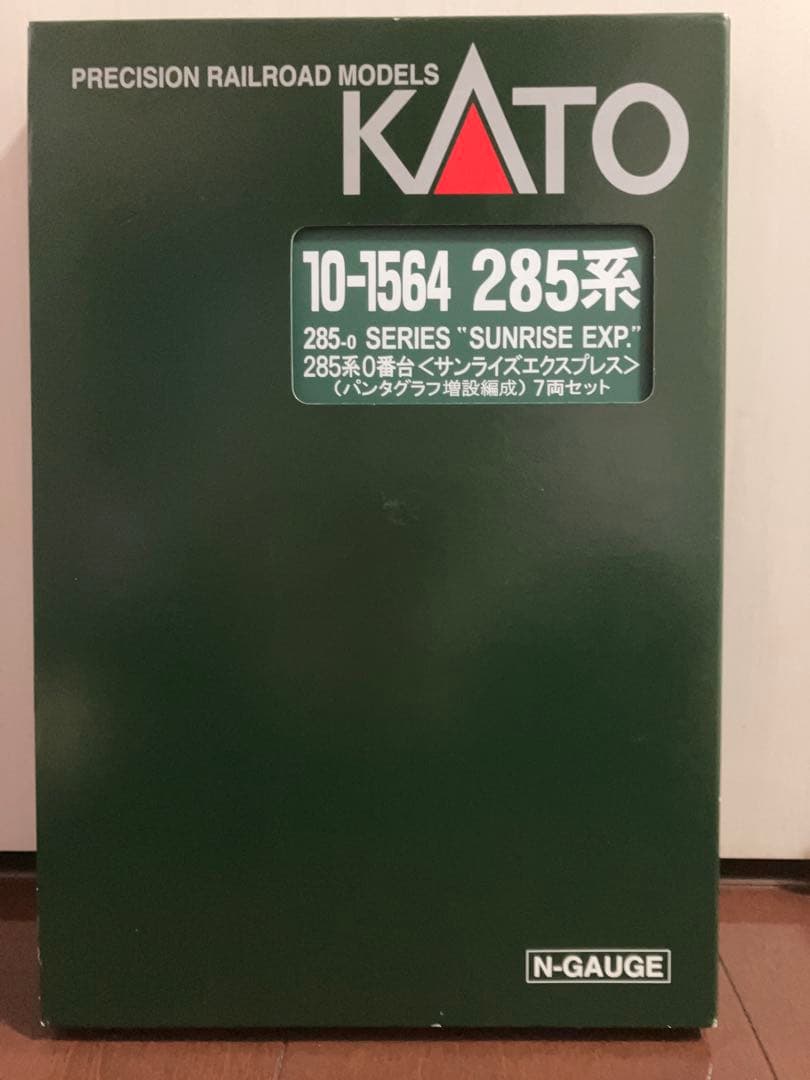 PRECISION RAILROAD MODELS
KATO
10-1564 285系
285-0 SERIES "SUNRISE EXP."
285系0番台<サンライズエクスプレス>
(パンタグラフ増設編成) 7両セット
N-GAUGE